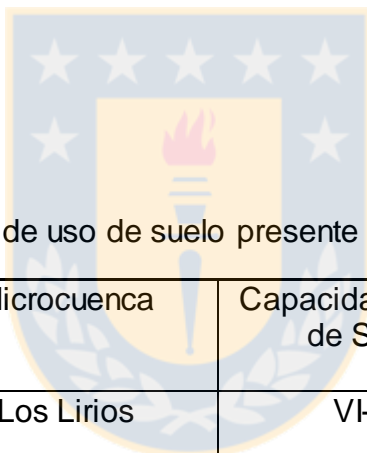 de uso de suelo presente
licrocuenca Capacida
de S
Los Lirios VI-